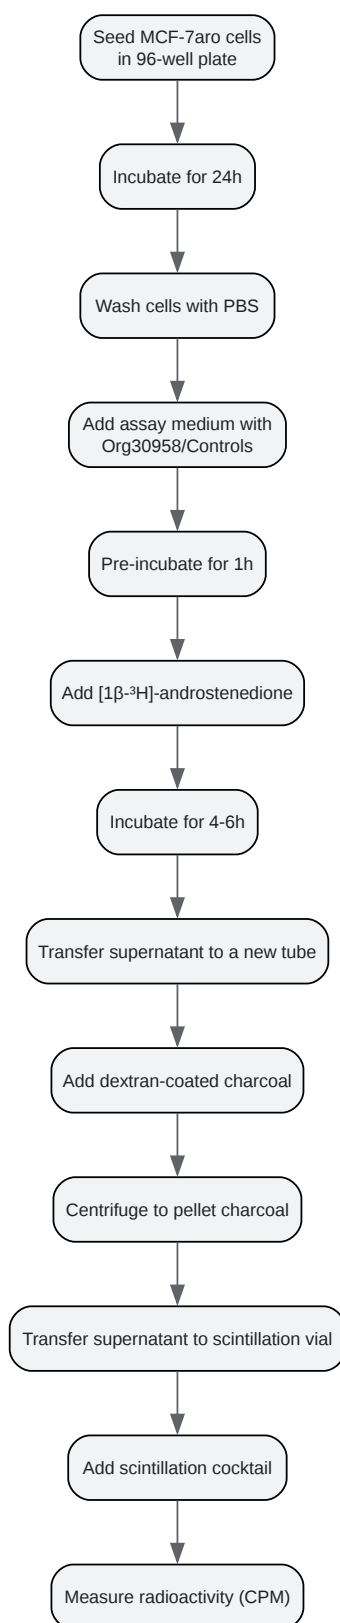 Seed MCF-7aro cells
in 96-well plate
Incubate for 24h
Wash cells with PBS
Add assay medium with
Org30958/Controls
Pre-incubate for 1h
Add [1β-³H]-androstenedione
Incubate for 4-6h
Transfer supernatant to a new tube
Add dextran-coated charcoal
Centrifuge to pellet charcoal
Transfer supernatant to scintillation vial
Add scintillation cocktail
Measure radioactivity (CPM)